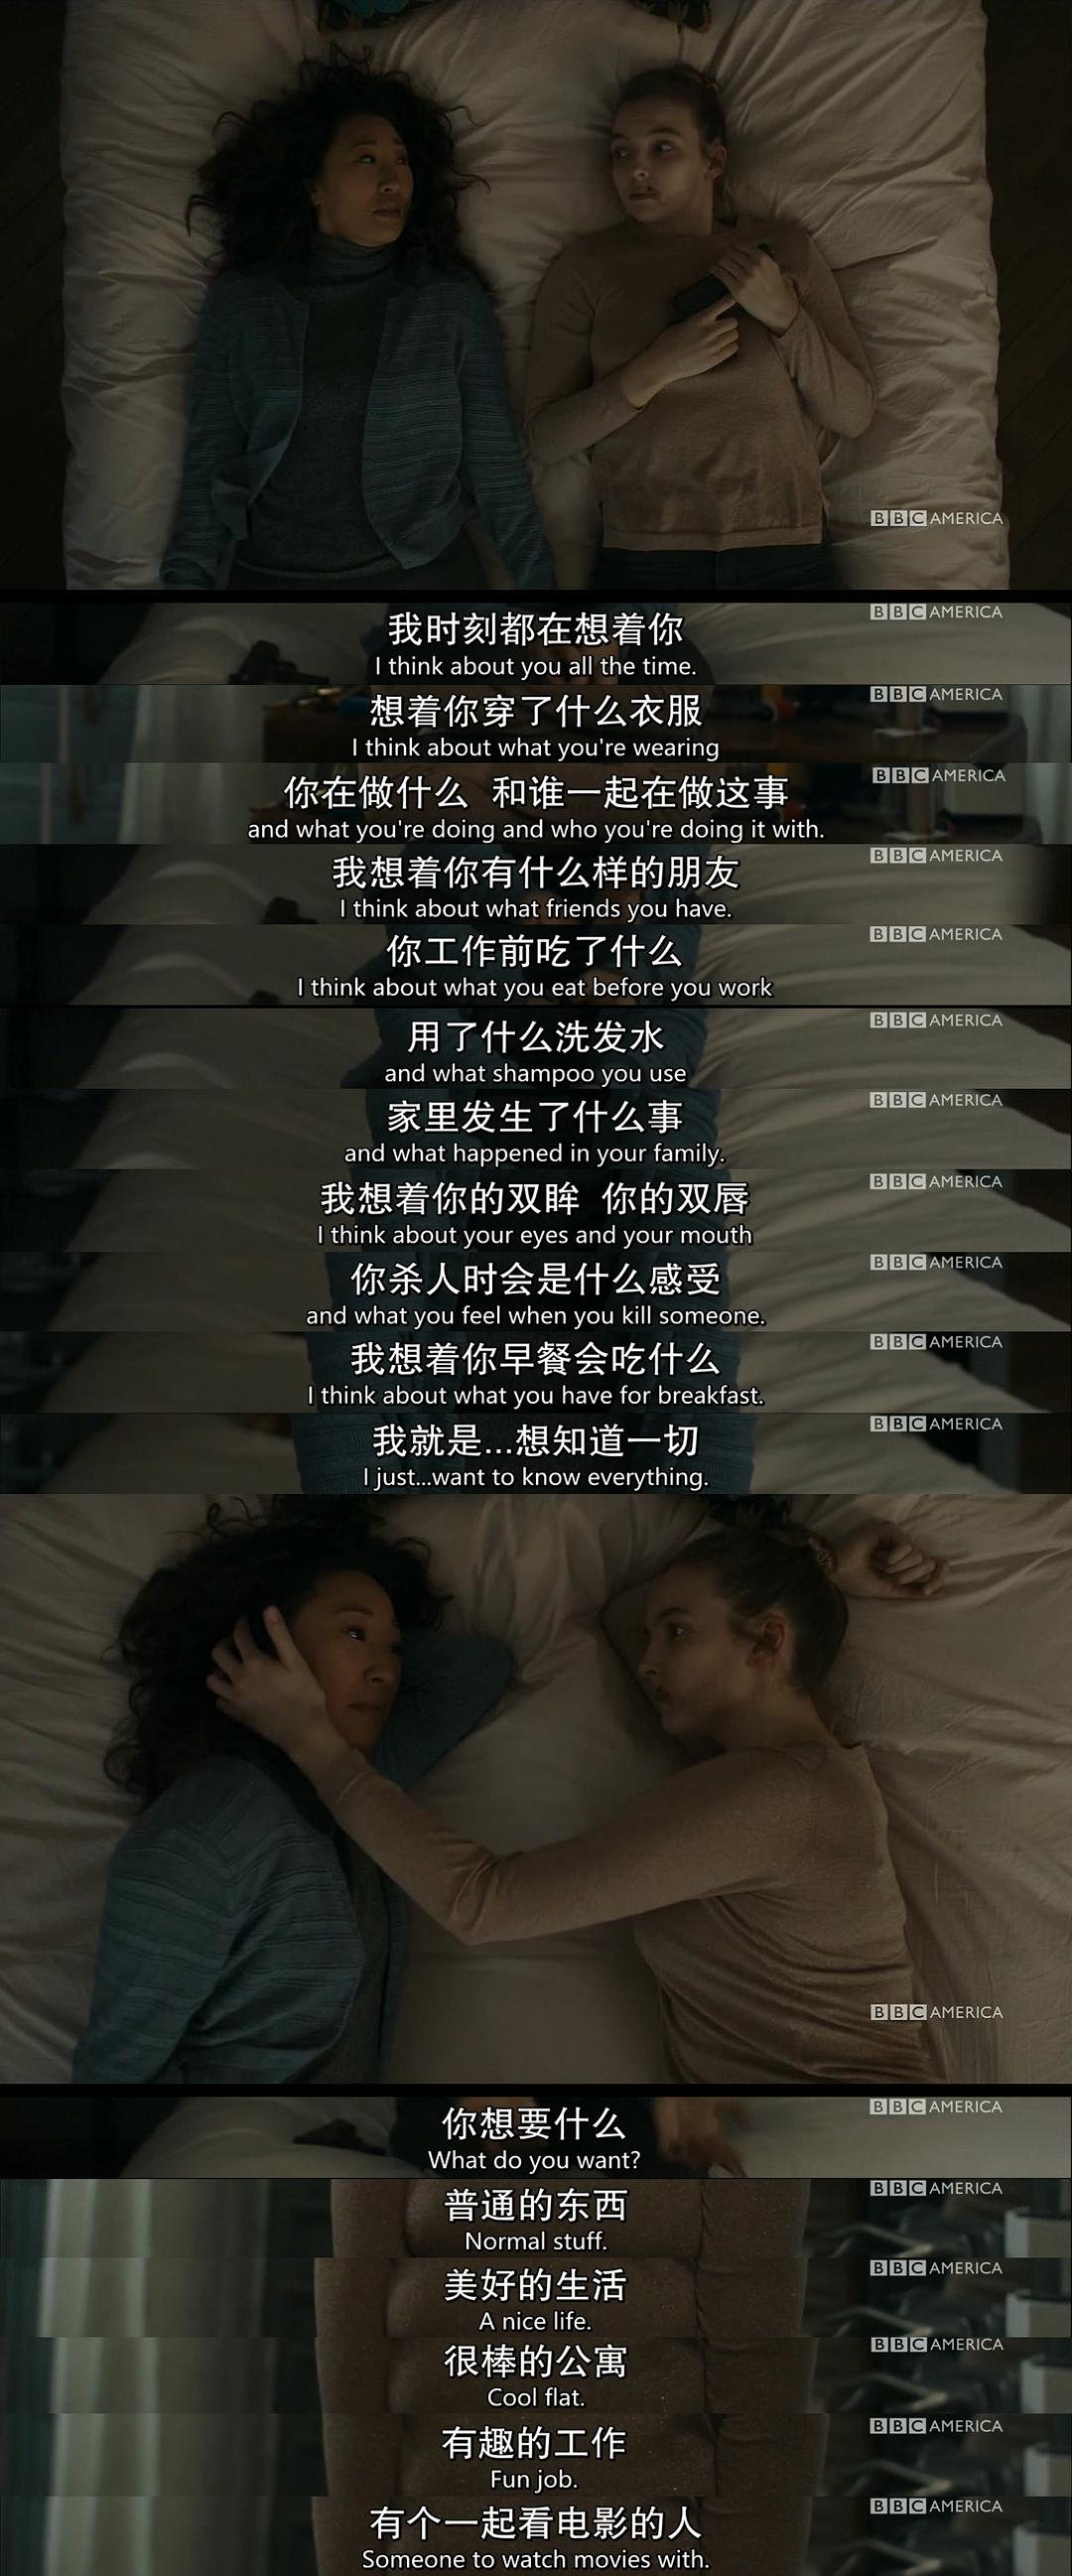 BBC AMERICA
BBC AMERICA
我时刻都在想着你
I think about you all the time.
BBC AMERICA
想着你穿了什么衣服
I think about what you're wearing
BBC AMERICA
你在做什么 和谁一起在做这事
and what you're doing and who you're doing it with.
BBC AMERICA
我想着你有什么样的朋友
I think about what friends you have.
BBC AMERICA
你工作前吃了什么
I think about what you eat before you work
BBC AMERICA
用了什么洗发水
and what shampoo you use
BBC AMERICA
家里发生了什么事
and what happened in your family.
BBC AMERICA
我想着你的双眸 你的双唇
I think about your eyes and your mouth
BBC AMERICA
你杀人时会是什么感受
and what you feel when you kill someone.
BBC AMERICA
我想着你早餐会吃什么
I think about what you have for breakfast.
BBC AMERICA
我就是...想知道一切
I just...want to know everything.
BBC AMERICA
BBC AMERICA
你想要什么
What do you want?
BBC AMERICA
普通的东西
Normal stuff.
BBC AMERICA
美好的生活
A nice life.
BBC AMERICA
很棒的公寓
Cool flat.
BBC AMERICA
有趣的工作
Fun job.
BBC AMERICA
有个一起看电影的人
Someone to watch movies with.